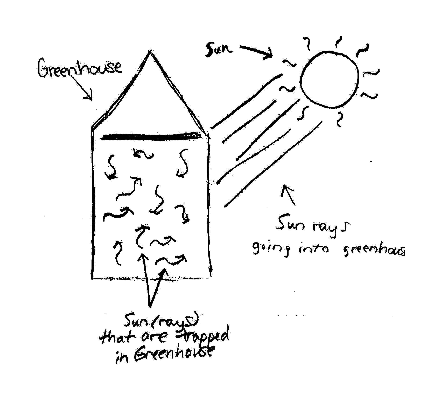 Sun
Greenhouse
Sun rays
going into greenhous
Sun(rays)
that are trapped
in Greenhouse